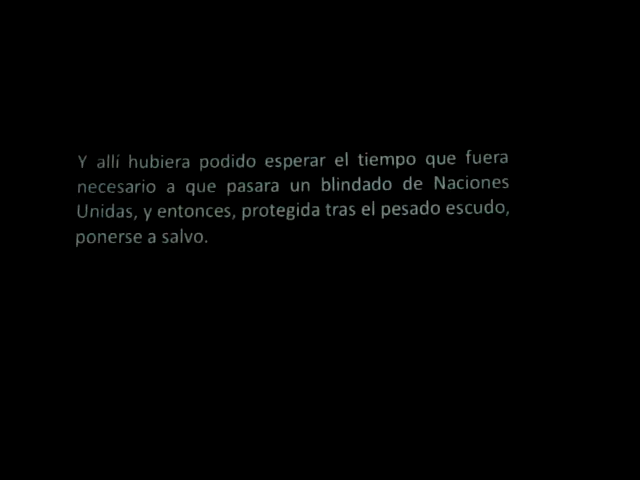 Y allí hubiera podido esperar el tiempo que fuera
necesario a que pasara un blindado de Naciones
Unidas, y entonces, protegida tras el pesado escudo,
ponerse a salvo.